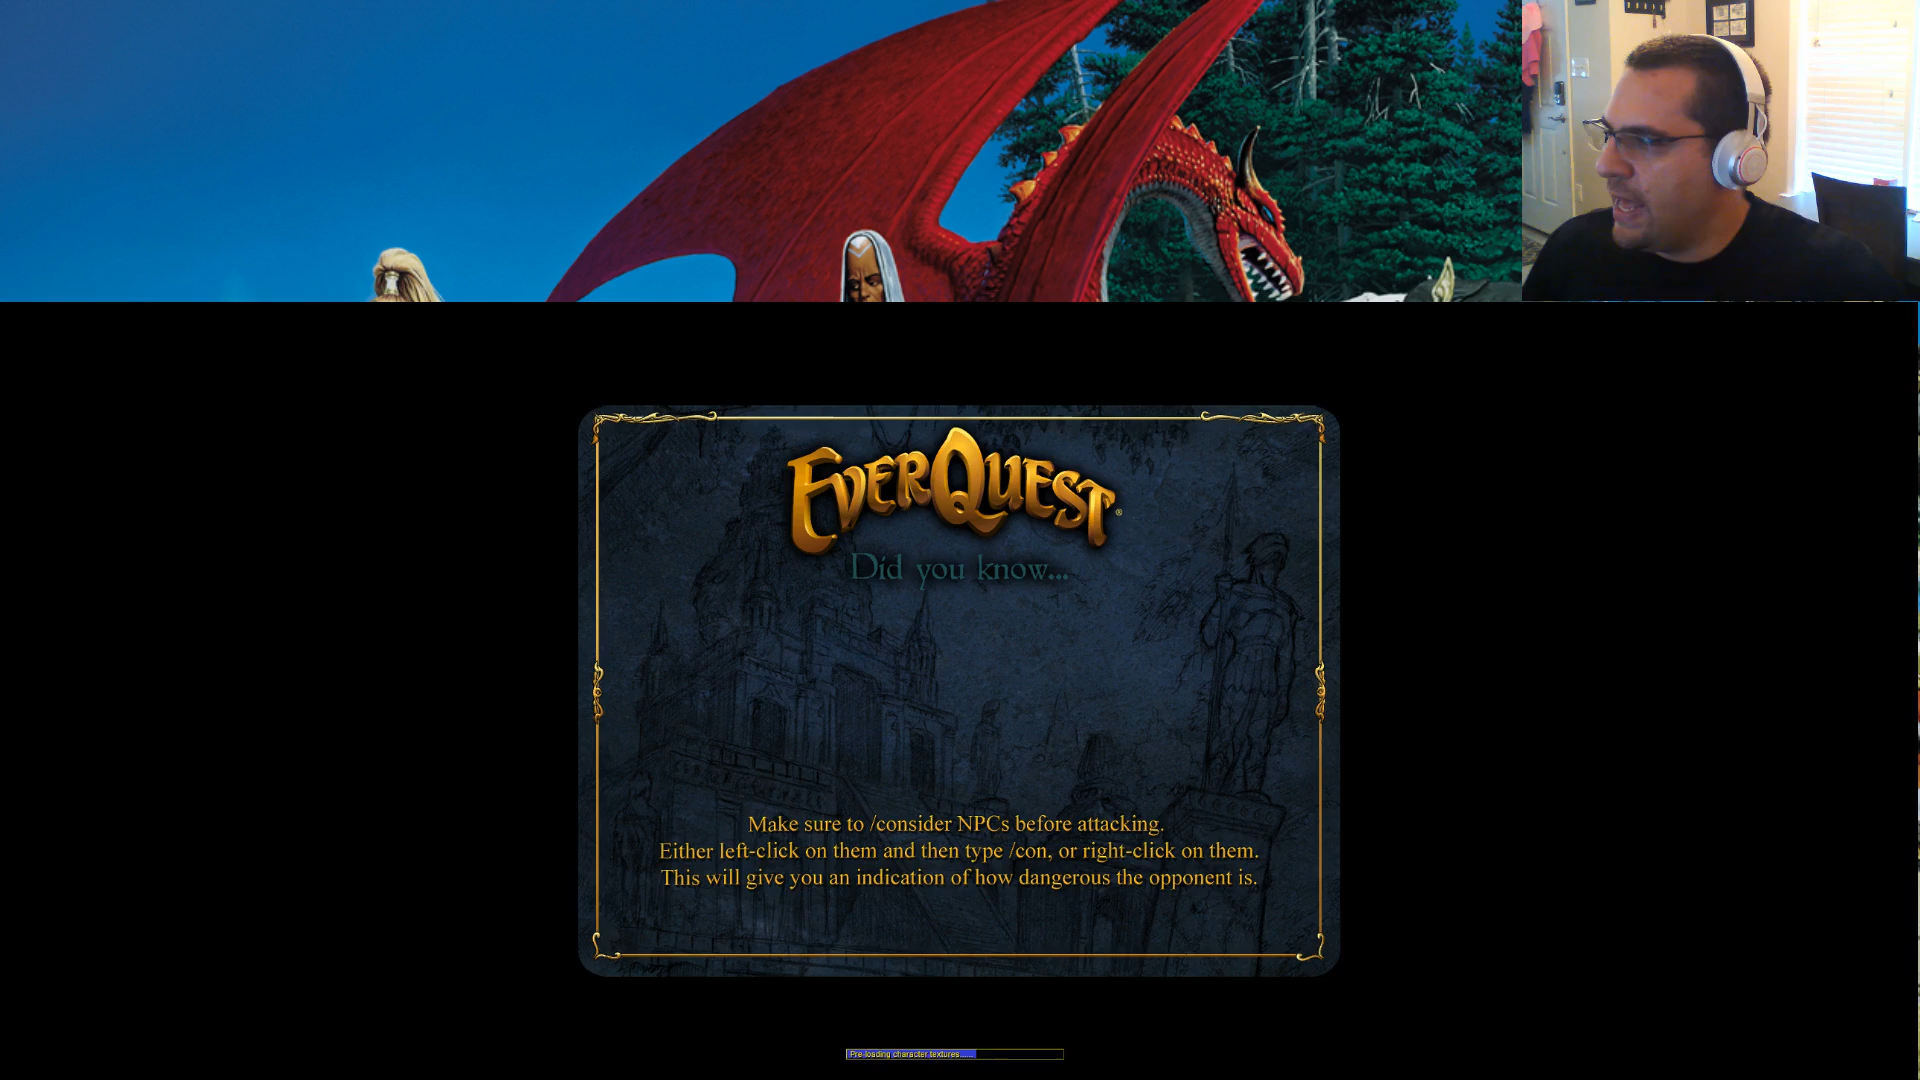 EverQuest®
Did you know...
Make sure to /consider NPCs before attacking.
Either left-click on them and then type /con, or right-click on them.
This will give you an indication of how dangerous the opponent is.
Pre-loading character textures......